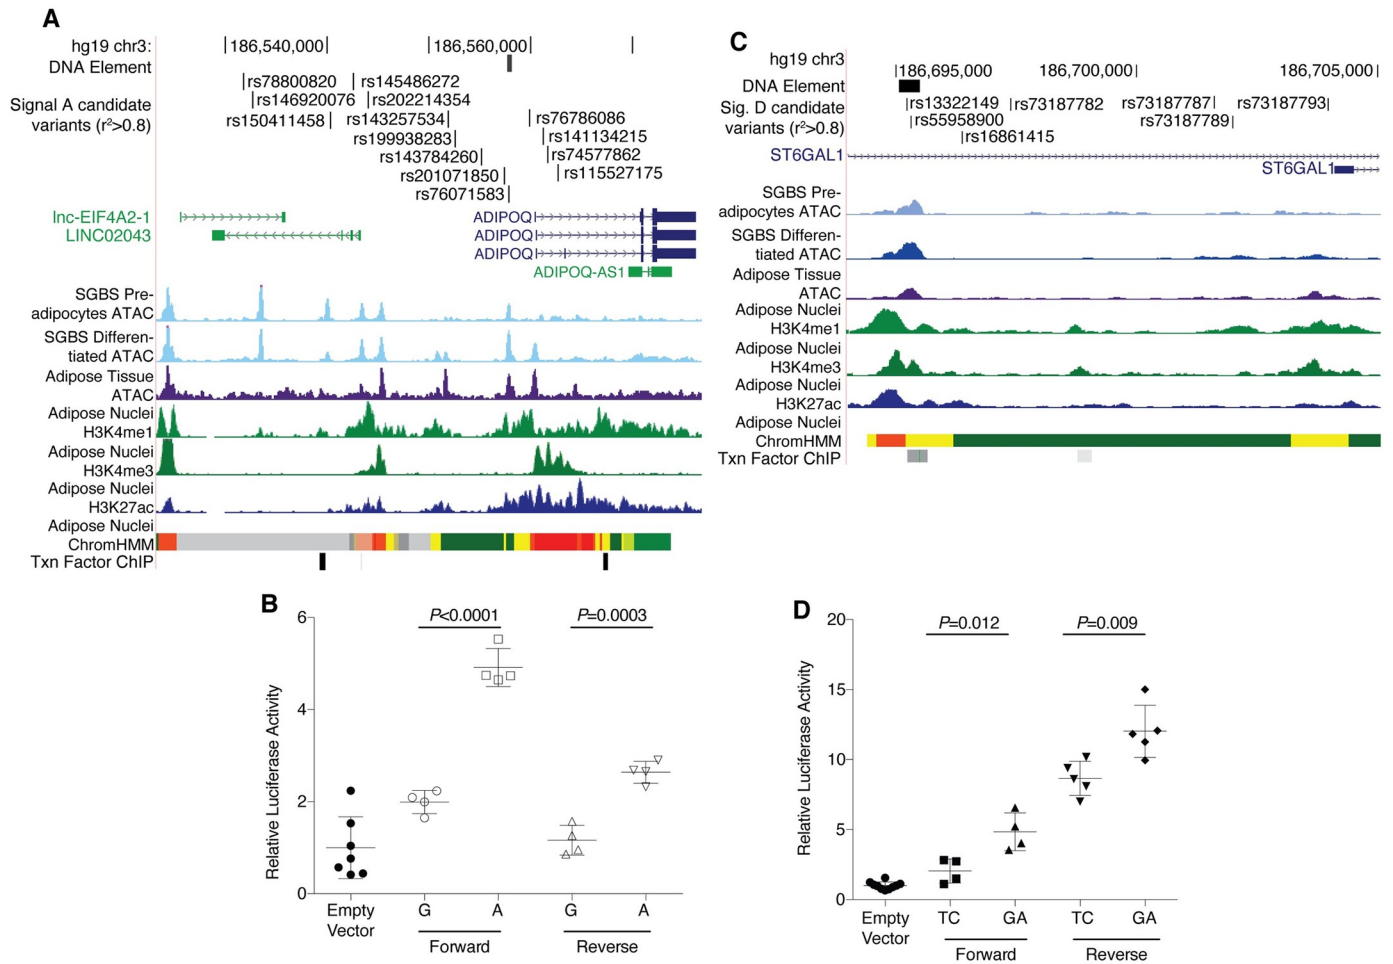 A
hg19 chr3: 186,540,000 186,560,000
DNA Element
Signal A candidate
variants (r²>0.8)
rs78800820 rs145486272
rs146920076 rs202214354
rs150411458 rs143257534 rs76786086
rs199938283 rs141134215
rs143784260 rs74577862
rs201071850 rs115527175
rs76071583
lnc-EIF4A2-1 ADIPOQ
LINC02043 ADIPOQ
ADIPOQ
ADIPOQ-AS1
SGBS Pre-
adipocytes ATAC
SGBS Differen-
tiated ATAC
Adipose Tissue
ATAC
Adipose Nuclei
H3K4me1
Adipose Nuclei
H3K4me3
Adipose Nuclei
H3K27ac
Adipose Nuclei
ChromHMM
Txn Factor ChIP
C
hg19 chr3
186,695,000 186,700,000 186,705,000
DNA Element
Sig. D candidate
variants (r²>0.8)
rs13322149 rs73187782 rs73187787 rs73187793
rs55958900 rs73187789
rs16861415
ST6GAL1
ST6GAL1
SGBS Pre-
adipocytes ATAC
SGBS Differen-
tiated ATAC
Adipose Tissue
ATAC
Adipose Nuclei
H3K4me1
Adipose Nuclei
H3K4me3
Adipose Nuclei
H3K27ac
Adipose Nuclei
ChromHMM
Txn Factor ChIP
B
P<0.0001 P=0.0003
Relative Luciferase Activity
6
4
2
0
Empty
Vector
G A G A
Forward Reverse
D
P=0.012 P=0.009
Relative Luciferase Activity
20
15
10
5
0
Empty
Vector
TC GA TC GA
Forward Reverse